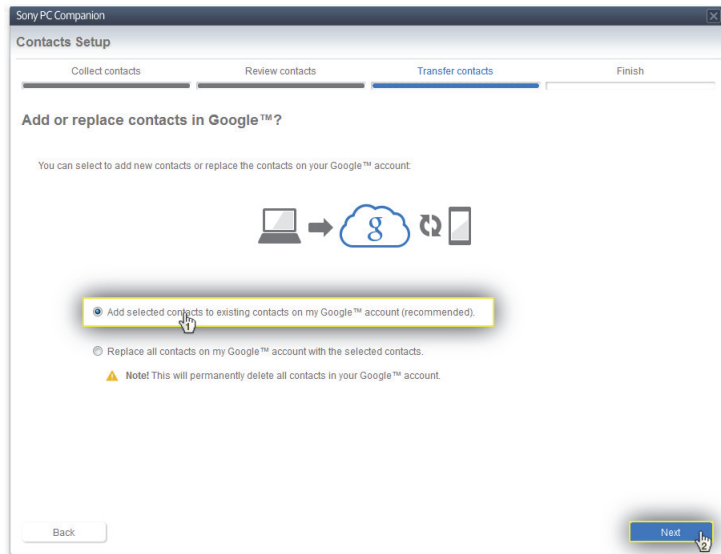 Sony PC Companion
Contacts Setup
Collect contacts
Review contacts
Transfer contacts
Finish
Add or replace contacts in Google™?
You can select to add new contacts or replace the contacts on your Google™ account:
g
Add selected contacts to existing contacts on my Google™ account (recommended).
1
Replace all contacts on my Google™ account with the selected contacts.
Note! This will permanently delete all contacts in your Google™ account.
Back
Next
2